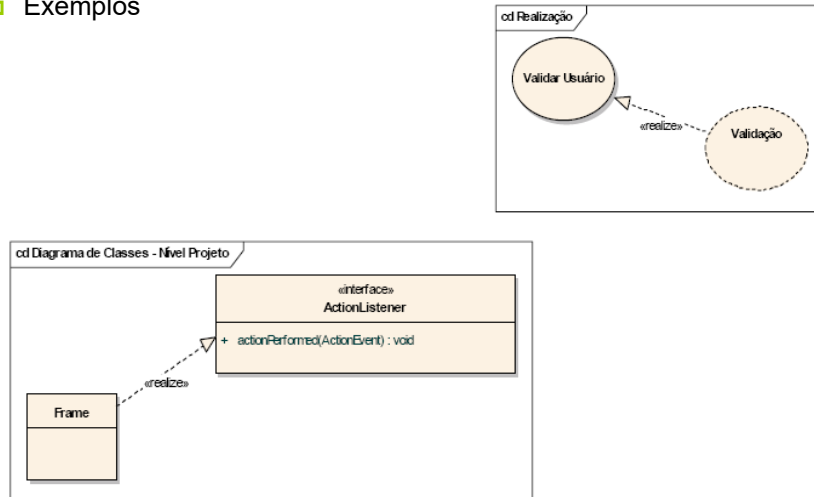 Exemplos
cd Realização
Validar Usuário
«realize»
Validação
cd Diagrama de Classes - Nível Projeto
«interface»
ActionListener
+ actionPerformed(ActionEvent) : void
«realize»
Frame